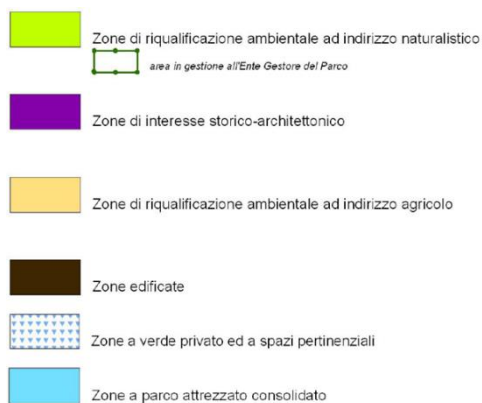 Zone di riqualificazione ambientale ad indirizzo naturalistico
area in gestione all'Ente Gestore del Parco
Zone di interesse storico-architettonico
Zone di riqualificazione ambientale ad indirizzo agricolo
Zone edificate
Zone a verde privato ed a spazi pertinenziali
Zone a parco attrezzato consolidato